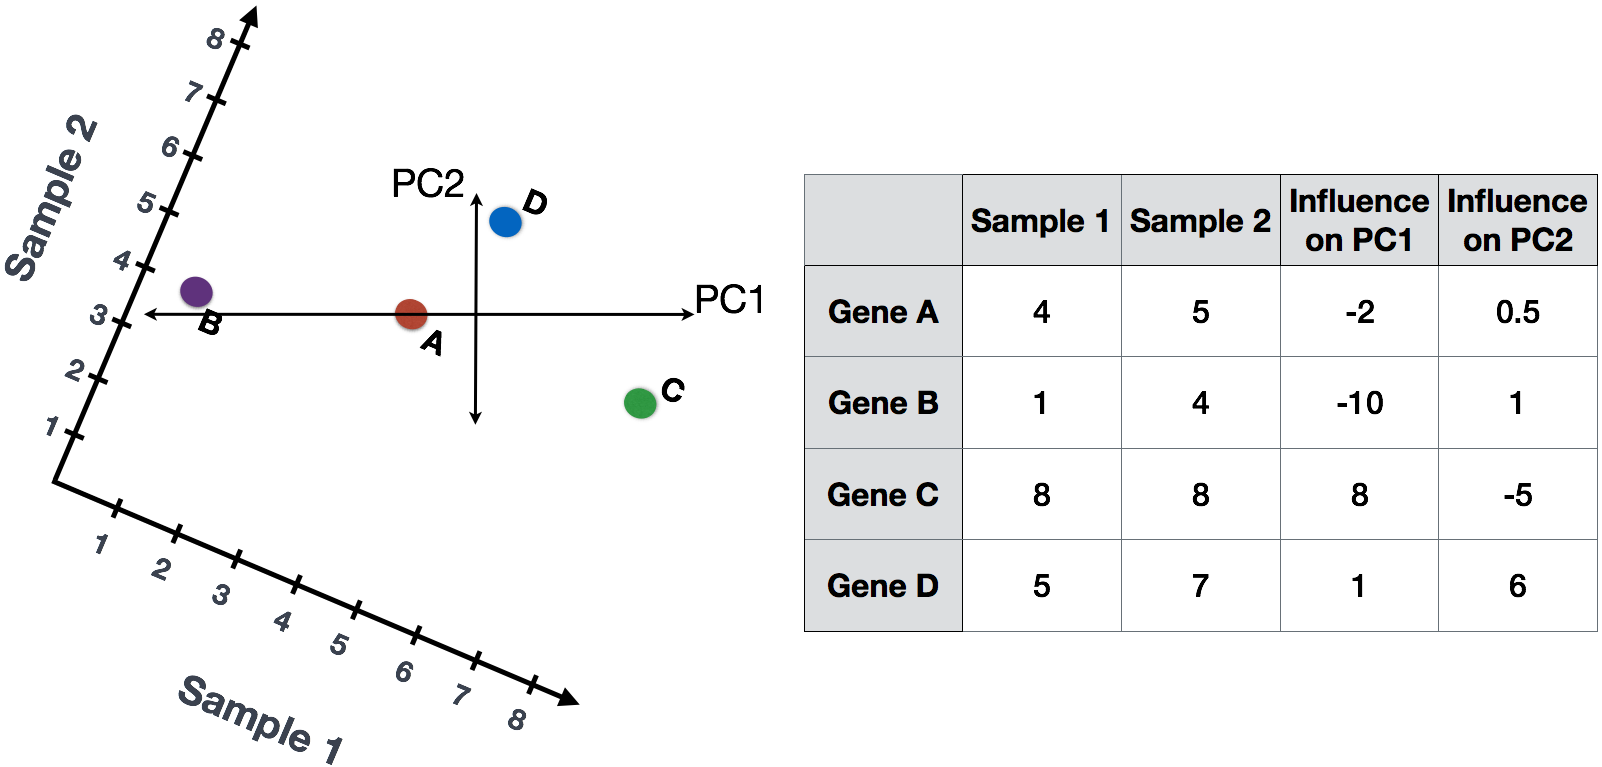 8
7
6
5
4
3
2
1
Sample 2
1
2
3
4
5
6
7
8
Sample 1
PC2
D
PC1
B
A
C
Sample 1 Sample 2 Influence on PC1 Influence on PC2
Gene A 4 5 -2 0.5
Gene B 1 4 -10 1
Gene C 8 8 8 -5
Gene D 5 7 1 6